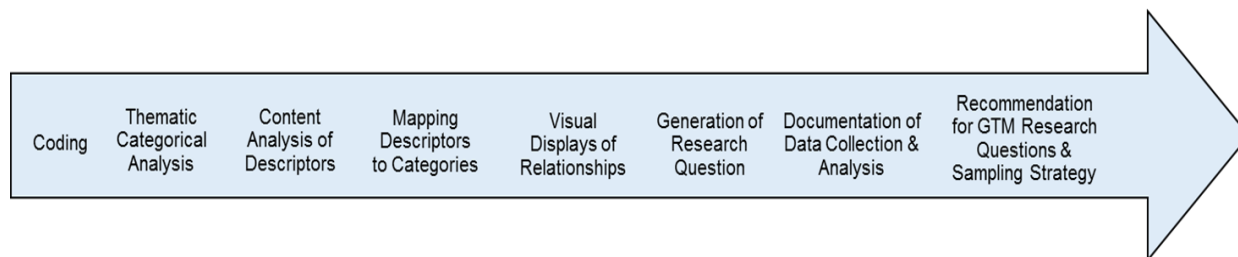 Coding
Thematic
Categorical
Analysis
Content
Analysis of
Descriptors
Mapping
Descriptors
to Categories
Visual
Displays of
Relationships
Generation of
Research
Question
Documentation of
Data Collection &
Analysis
Recommendation
for GTM Research
Questions &
Sampling Strategy